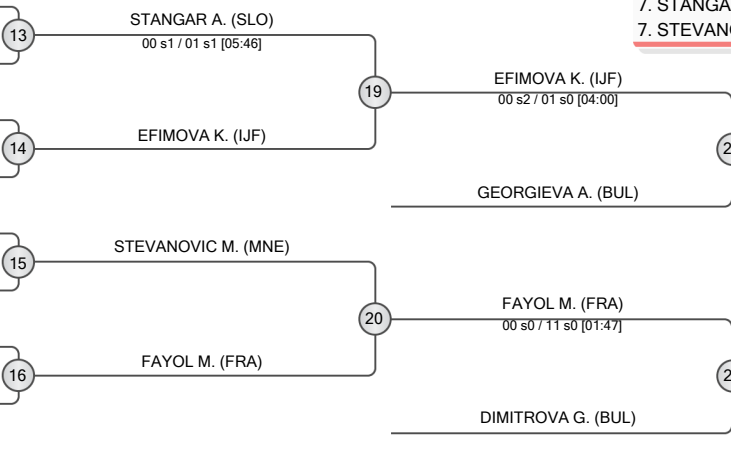 7. STANGA
7. STEVAN
13
STANGAR A. (SLO)
00 s1 / 01 s1 [05:46]
19
EFIMOVA K. (IJF)
00 s2 / 01 s0 [04:00]
14
EFIMOVA K. (IJF)
2
GEORGIEVA A. (BUL)
15
STEVANOVIC M. (MNE)
20
FAYOL M. (FRA)
00 s0 / 11 s0 [01:47]
16
FAYOL M. (FRA)
2
DIMITROVA G. (BUL)